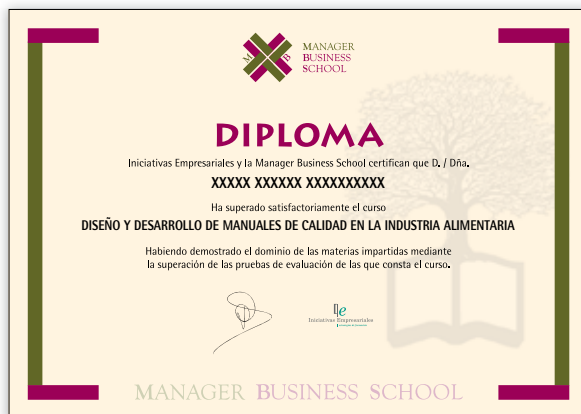 M B
S
MANAGER
BUSINESS
SCHOOL
DIPLOMA
Iniciativas Empresariales y la Manager Business School certifican que D. / Dña.
XXXXX XXXXXX XXXXXXXXXX
Ha superado satisfactoriamente el curso
DISEÑO Y DESARROLLO DE MANUALES DE CALIDAD EN LA INDUSTRIA ALIMENTARIA
Habiendo demostrado el dominio de las materias impartidas mediante
la superación de las pruebas de evaluación de las que consta el curso.
Iniciativas Empresariales
MANAGER BUSINESS SCHOOL